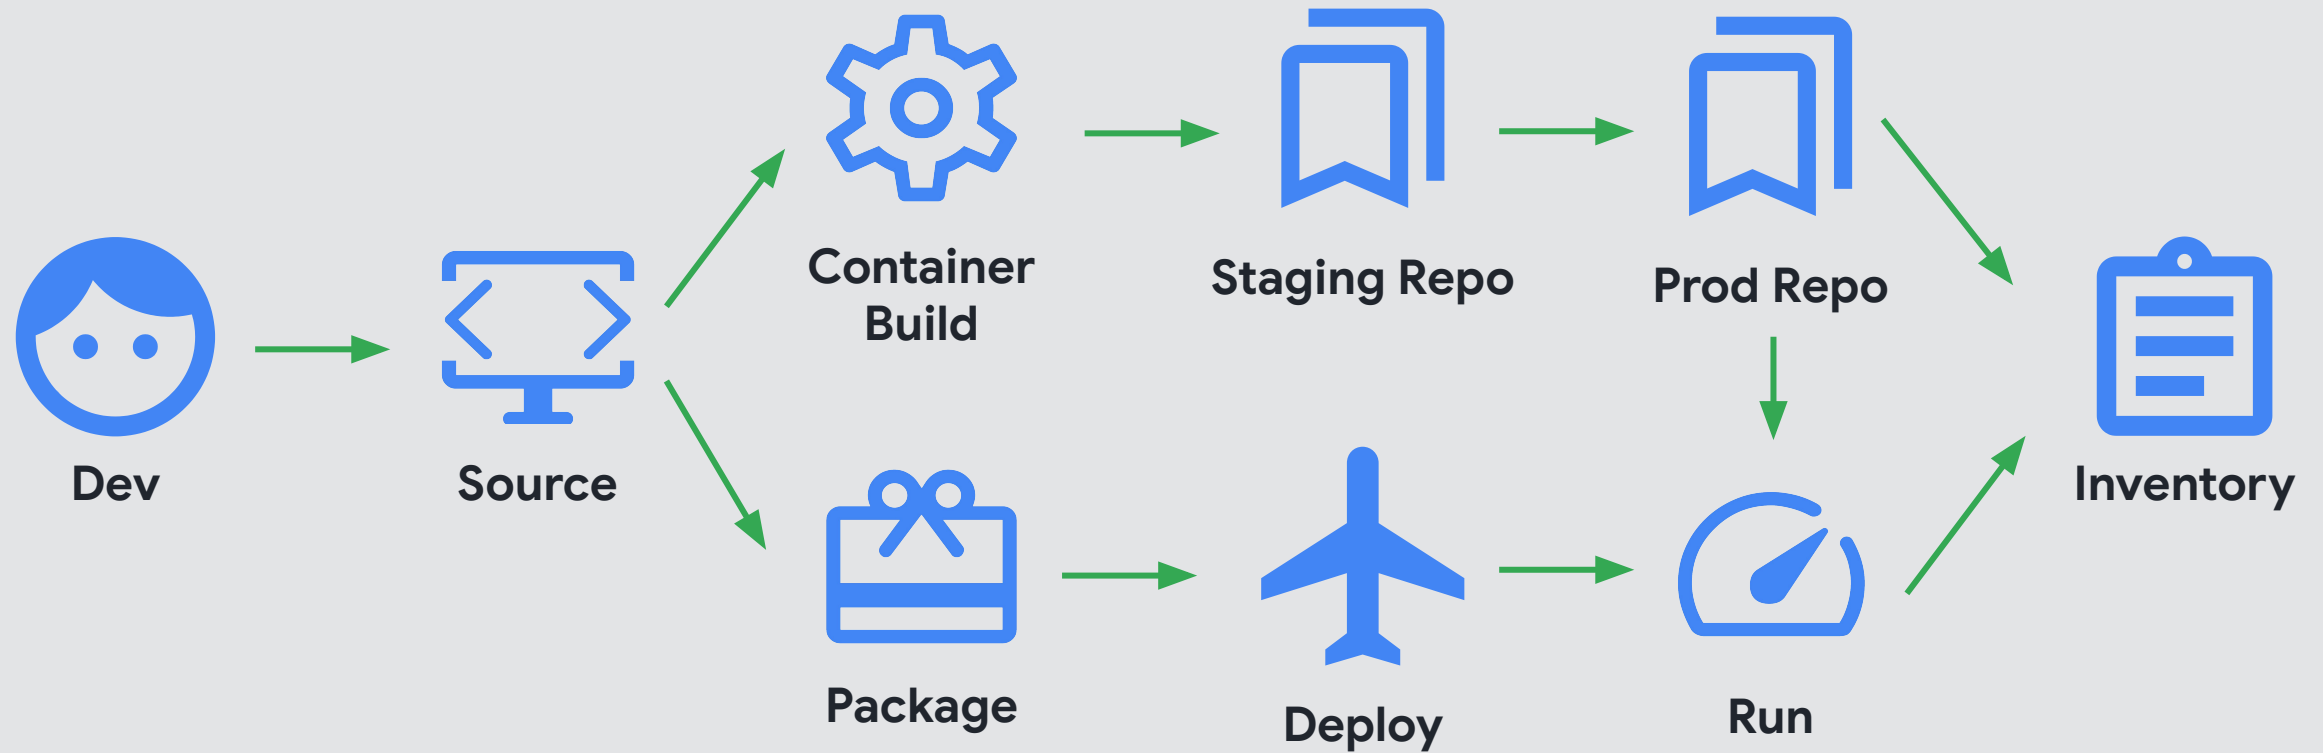 Container
Build
Staging Repo
Prod Repo
Dev
Source
Inventory
Package
Deploy
Run